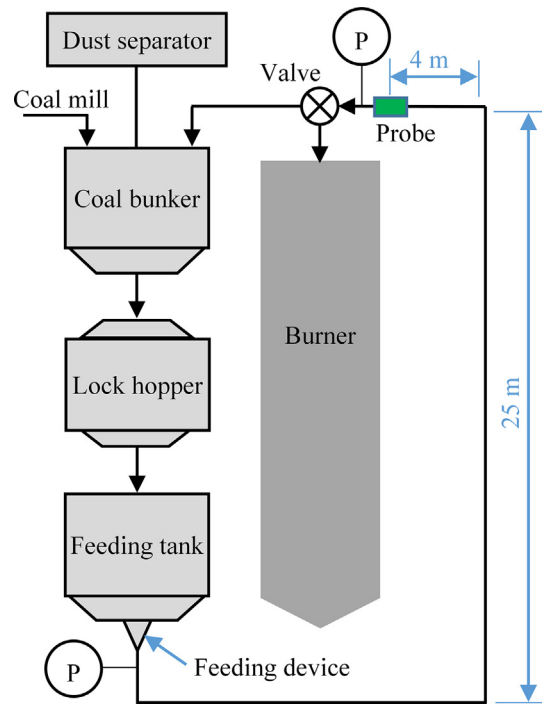 Dust separator
P
4 m
Valve
Coal mill
Probe
Coal bunker
Burner
Lock hopper
25 m
Feeding tank
P
Feeding device